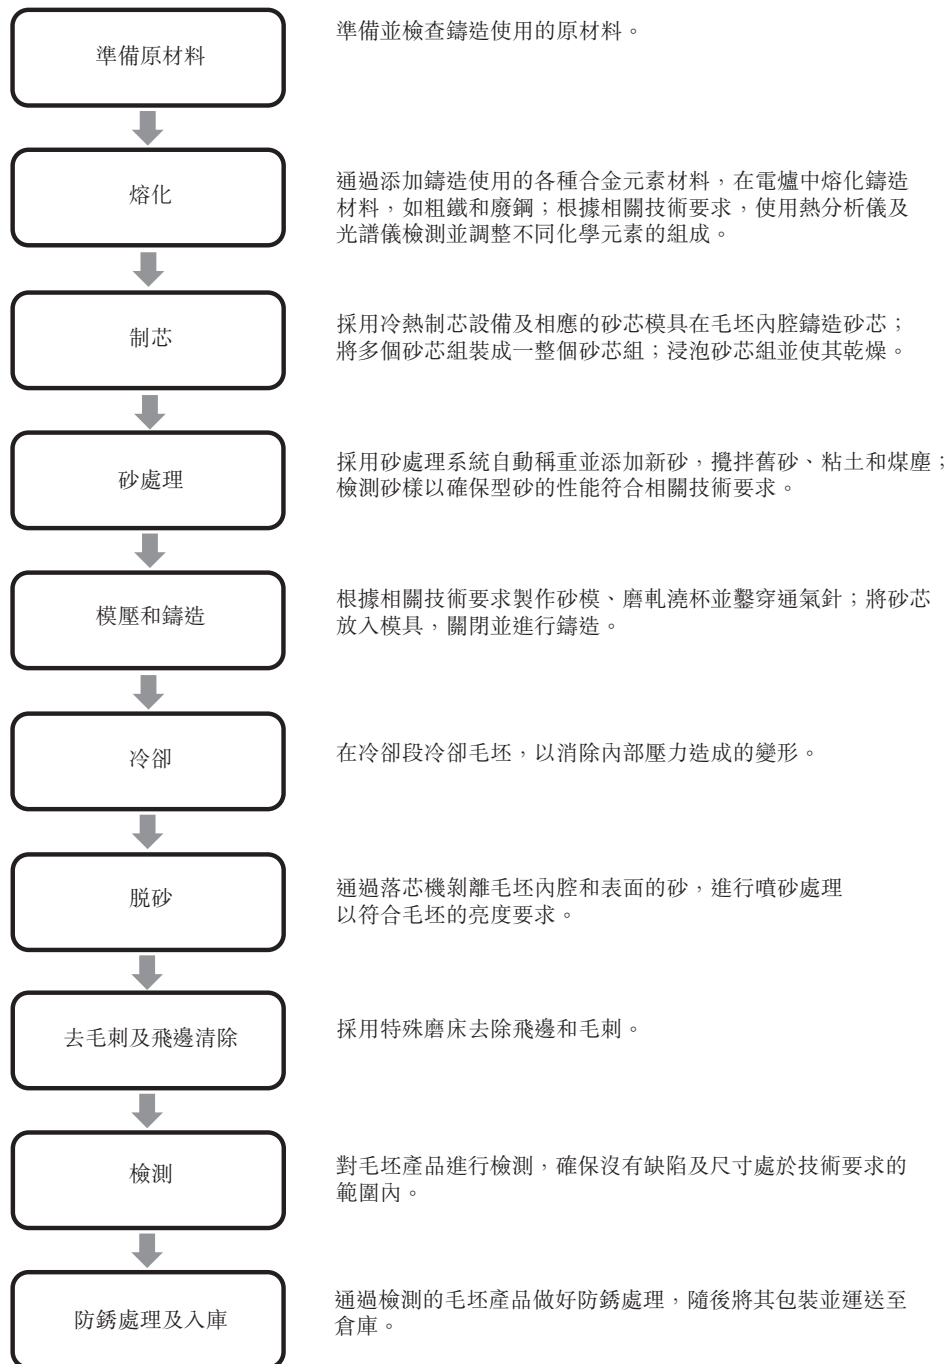 準備原材料
準備並檢查鑄造使用的原材料。
熔化
通過添加鑄造使用的各種合金元素材料，在電爐中熔化鑄造
材料，如粗鐵和廢鋼；根據相關技術要求，使用熱分析儀及
光譜儀檢測並調整不同化學元素的組成。
制芯
採用冷熱制芯設備及相應的砂芯模具在毛坯內腔鑄造砂芯；
將多個砂芯組裝成一整個砂芯組；浸泡砂芯組並使其乾燥。
砂處理
採用砂處理系統自動稱重並添加新砂，攪拌舊砂、粘土和煤塵；
檢測砂樣以確保型砂的性能符合相關技術要求。
模壓和鑄造
根據相關技術要求製作砂模、磨軋澆杯並鑿穿通氣針；將砂芯
放入模具，關閉並進行鑄造。
冷卻
在冷卻段冷卻毛坯，以消除內部壓力造成的變形。
脫砂
通過落芯機剝離毛坯內腔和表面的砂，進行噴砂處理
以符合毛坯的亮度要求。
去毛刺及飛邊清除
採用特殊磨床去除飛邊和毛刺。
檢測
對毛坯產品進行檢測，確保沒有缺陷及尺寸處於技術要求的
範圍內。
防銹處理及入庫
通過檢測的毛坯產品做好防銹處理，隨後將其包裝並運送至
倉庫。